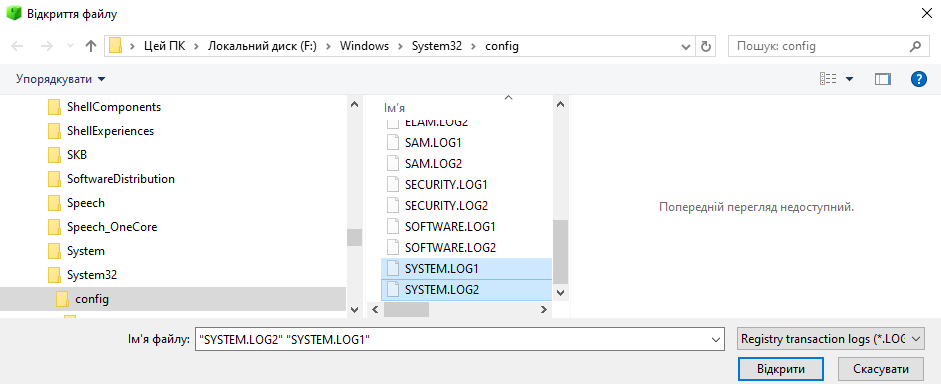 Відкриття файлу
Цей ПК > Локальний диск (F:) > Windows > System32 > config
Пошук: config
Упорядкувати
ShellComponents
ShellExperiences
SKB
SoftwareDistribution
Speech
Speech_OneCore
System
System32
config
Ім'я
ELAM.LOG2
SAM.LOG1
SAM.LOG2
SECURITY.LOG1
SECURITY.LOG2
SOFTWARE.LOG1
SOFTWARE.LOG2
SYSTEM.LOG1
SYSTEM.LOG2
Попередній перегляд недоступний.
Ім'я файлу:
"SYSTEM.LOG2" "SYSTEM.LOG1"
Registry transaction logs (*.LOG
Відкрити
Скасувати